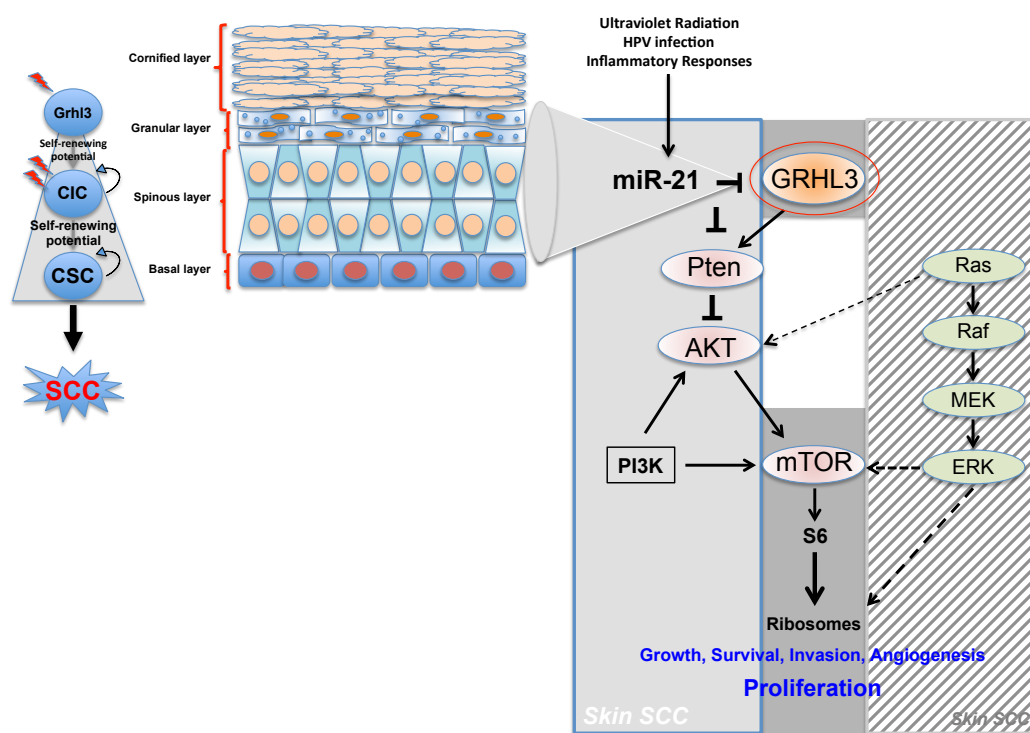 Ultraviolet Radiation
HPV infection
Inflammatory Responses
Cornified layer
Granular layer
Spinous layer
Basal layer
Grhl3
Self-renewing
potential
CIC
Self-renewing
potential
CSC
SCC
miR-21
GRHL3
Pten
AKT
PI3K
mTOR
S6
Ribosomes
Ras
Raf
MEK
ERK
Growth, Survival, Invasion, Angiogenesis
Proliferation
Skin SCC
Skin SCC